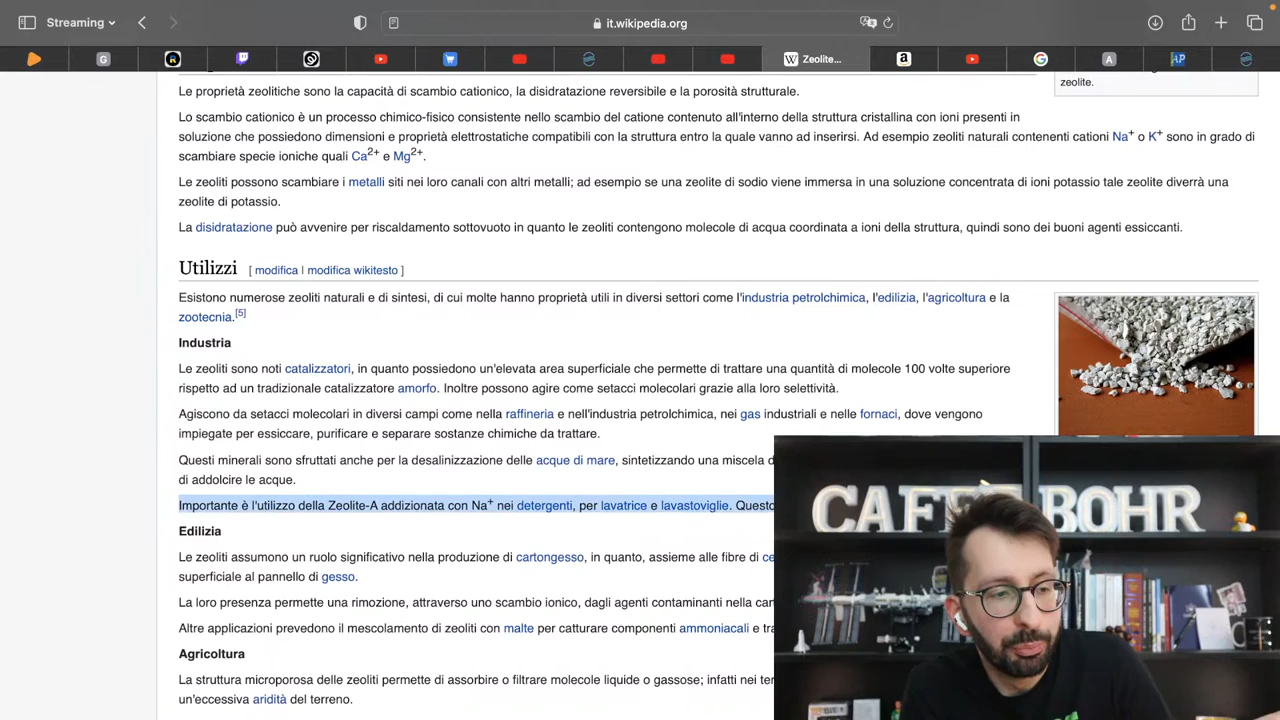 Streaming
it.wikipedia.org
G
Zeolite...
a
G
A
AP
zeolite.
Le proprietà zeolitiche sono la capacità di scambio cationico, la disidratazione reversibile e la porosità strutturale.
Lo scambio cationico è un processo chimico-fisico consistente nello scambio del catione contenuto all'interno della struttura cristallina con ioni presenti in
soluzione che possiedono dimensioni e proprietà elettrostatiche compatibili con la struttura entro la quale vanno ad inserirsi. Ad esempio zeoliti naturali contenenti cationi Na⁺ o K⁺ sono in grado di
scambiare specie ioniche quali Ca²⁺ e Mg²⁺.
Le zeoliti possono scambiare i metalli siti nei loro canali con altri metalli; ad esempio se una zeolite di sodio viene immersa in una soluzione concentrata di ioni potassio tale zeolite diverrà una
zeolite di potassio.
La disidratazione può avvenire per riscaldamento sottovuoto in quanto le zeoliti contengono molecole di acqua coordinata a ioni della struttura, quindi sono dei buoni agenti essiccanti.
Utilizzi [ modifica | modifica wikitesto ]
Esistono numerose zeoliti naturali e di sintesi, di cui molte hanno proprietà utili in diversi settori come l'industria petrolchimica, l'edilizia, l'agricoltura e la
zootecnia.[5]
Industria
Le zeoliti sono noti catalizzatori, in quanto possiedono un'elevata area superficiale che permette di trattare una quantità di molecole 100 volte superiore
rispetto ad un tradizionale catalizzatore amorfo. Inoltre possono agire come setacci molecolari grazie alla loro selettività.
Agiscono da setacci molecolari in diversi campi come nella raffineria e nell'industria petrolchimica, nei gas industriali e nelle fornaci, dove vengono
impiegate per essiccare, purificare e separare sostanze chimiche da trattare.
Questi minerali sono sfruttati anche per la desalinizzazione delle acque di mare, sintetizzando una miscela d
di addolcire le acque.
Importante è l'utilizzo della Zeolite-A addizionata con Na⁺ nei detergenti, per lavatrice e lavastoviglie. Questo
Edilizia
Le zeoliti assumono un ruolo significativo nella produzione di cartongesso, in quanto, assieme alle fibre di ce
superficiale al pannello di gesso.
La loro presenza permette una rimozione, attraverso uno scambio ionico, dagli agenti contaminanti nella car
Altre applicazioni prevedono il mescolamento di zeoliti con malte per catturare componenti ammoniacali e tra
Agricoltura
La struttura microporosa delle zeoliti permette di assorbire o filtrare molecole liquide o gassose; infatti nei ter
un'eccessiva aridità del terreno.
CAFE BOHR